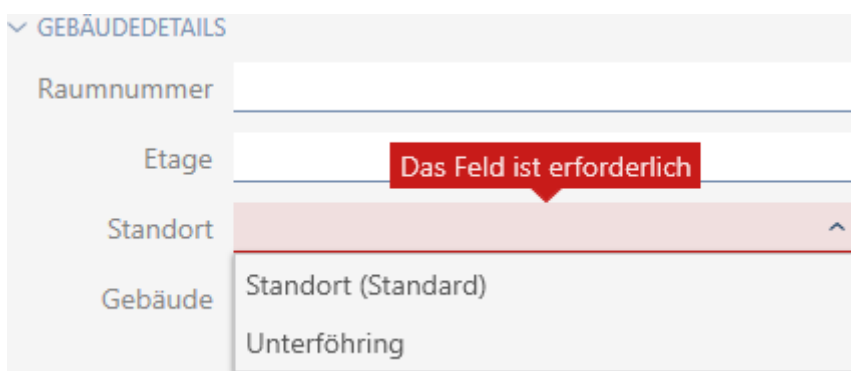 GEBÄUDEDETAILS
Raumnummer
Etage
Das Feld ist erforderlich
Standort
Gebäude
Standort (Standard)
Unterföhring